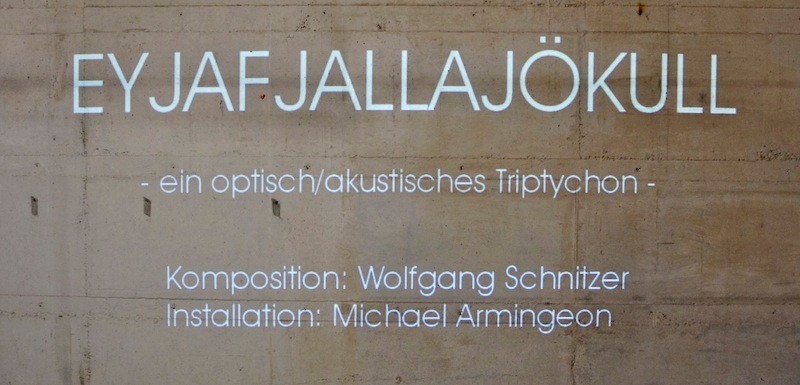 EYJAFJALLAJÖKULL
- ein optisch/akustisches Triptychon -
Komposition: Wolfgang Schnitzer
Installation: Michael Armingeon